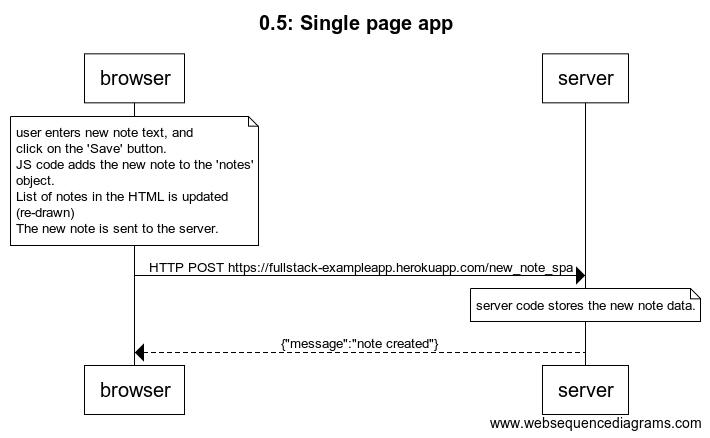 0.5: Single page app
browser
server
user enters new note text, and
click on the 'Save' button.
JS code adds the new note to the 'notes'
object.
List of notes in the HTML is updated
(re-drawn)
The new note is sent to the server.
HTTP POST https://fullstack-exampleapp.herokuapp.com/new_note_spa
server code stores the new note data.
{"message":"note created"}
browser
server
www.websequencediagrams.com